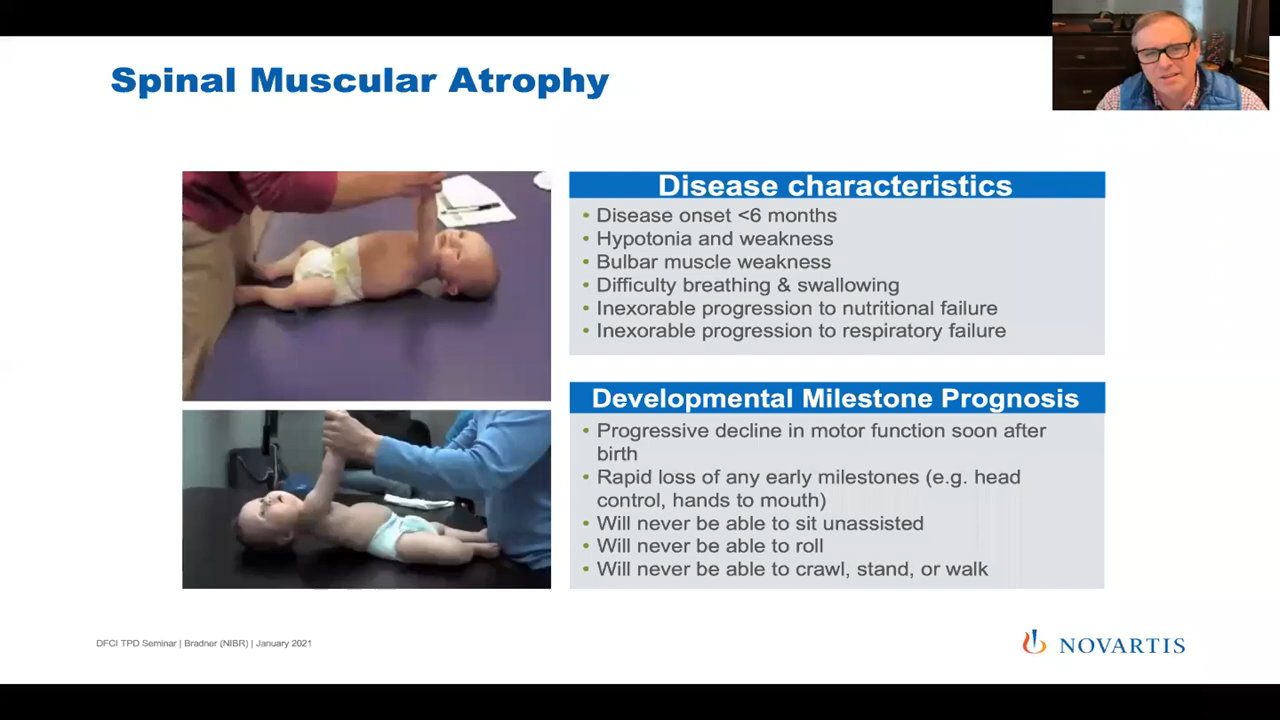 Spinal Muscular Atrophy
Disease characteristics
• Disease onset <6 months
• Hypotonia and weakness
• Bulbar muscle weakness
• Difficulty breathing & swallowing
• Inexorable progression to nutritional failure
• Inexorable progression to respiratory failure
Developmental Milestone Prognosis
• Progressive decline in motor function soon after
birth
• Rapid loss of any early milestones (e.g. head
control, hands to mouth)
• Will never be able to sit unassisted
• Will never be able to roll
• Will never be able to crawl, stand, or walk
DFCI TPD Seminar | Bradner (NIBR) | January 2021
NOVARTIS